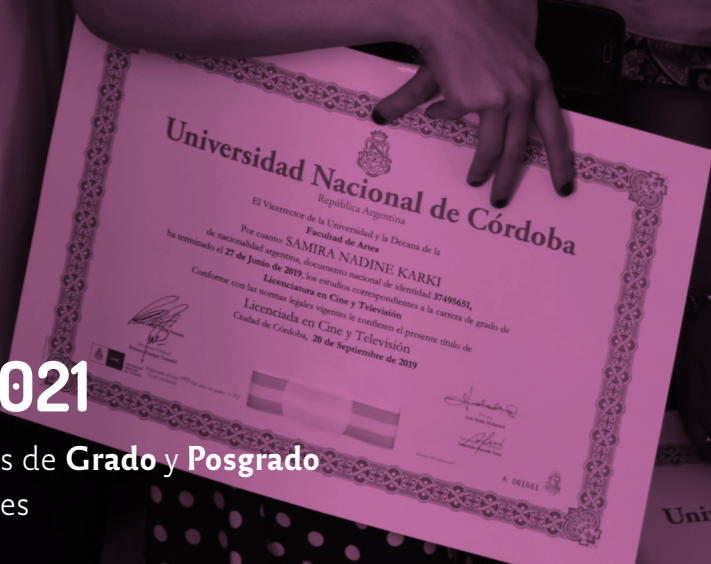 Universidad Nacional de Córdoba
República Argentina
El Vicerrector de la Universidad y la Decana de la
Facultad de Artes
Por cuanto: SAMIRA NADINE KARKI
de nacionalidad argentina, documento nacional de identidad 37495651,
ha terminado el 27 de Junio de 2019, los estudios correspondientes a la carrera de grado de
Licenciatura en Cine y Televisión
Conforme con las normas legales vigentes le confieren el presente título de
Licenciada en Cine y Televisión
Ciudad de Córdoba, 20 de Septiembre de 2019
A 061681
021
s de Grado y Posgrado
es
Uni